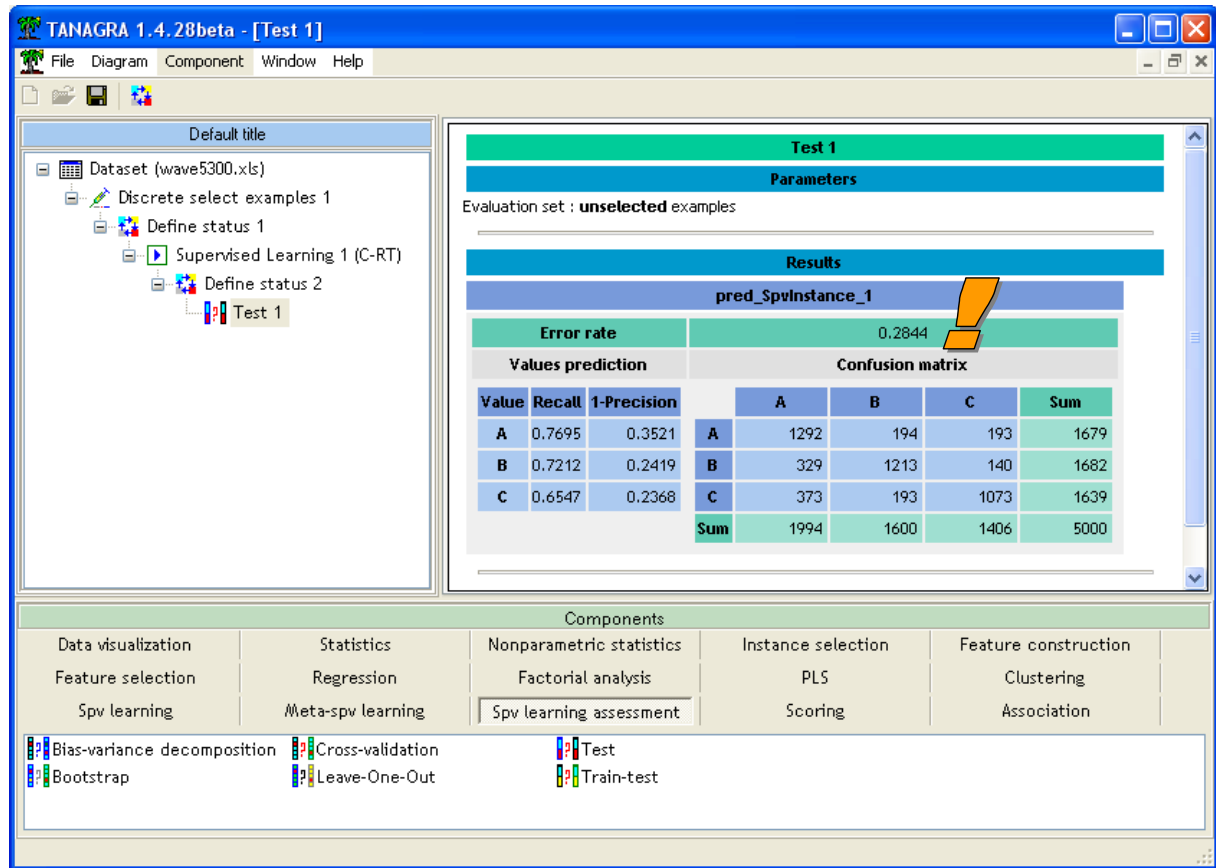 TANAGRA 1.4.28beta - [Test 1]
File Diagram Component Window Help
Default title
Dataset (wave5300.xls)
Discrete select examples 1
Define status 1
Supervised Learning 1 (C-RT)
Define status 2
Test 1
Test 1
Parameters
Evaluation set : unselected examples
Results
pred_SpvInstance_1
Error rate 0.2844
Values prediction Confusion matrix
Value Recall 1-Precision A B C Sum
A 0.7695 0.3521 A 1292 194 193 1679
B 0.7212 0.2419 B 329 1213 140 1682
C 0.6547 0.2368 C 373 193 1073 1639
Sum 1994 1600 1406 5000
Components
Data visualization Statistics Nonparametric statistics Instance selection Feature construction
Feature selection Regression Factorial analysis PLS Clustering
Spv learning Meta-spv learning Spv learning assessment Scoring Association
Bias-variance decomposition Cross-validation Test
Bootstrap Leave-One-Out Train-test